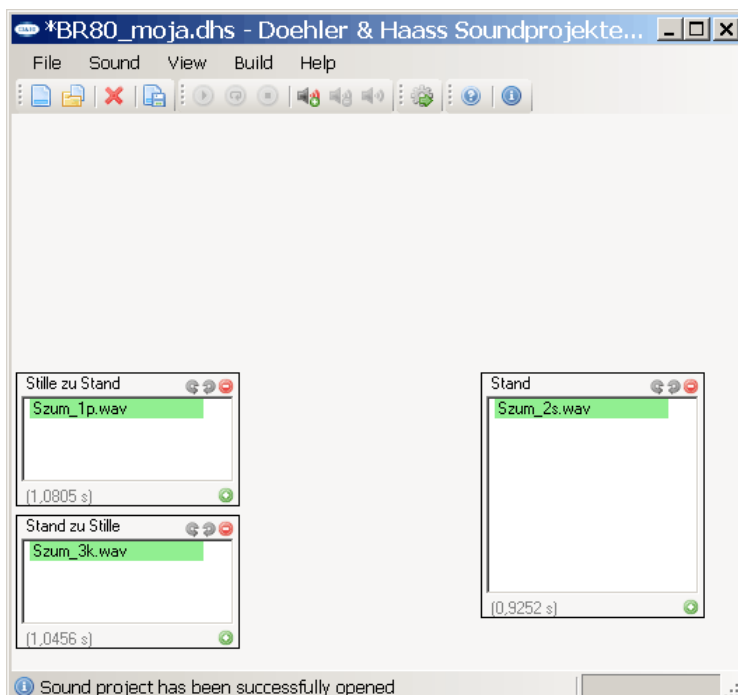 *BR80_moja.dhs - Doehler & Haass Soundprojekte...
File Sound View Build Help
Stille zu Stand
Szum_1p.wav
(1,0805 s)
Stand zu Stille
Szum_3k.wav
(1,0456 s)
Stand
Szum_2s.wav
(0,9252 s)
Sound project has been successfully opened